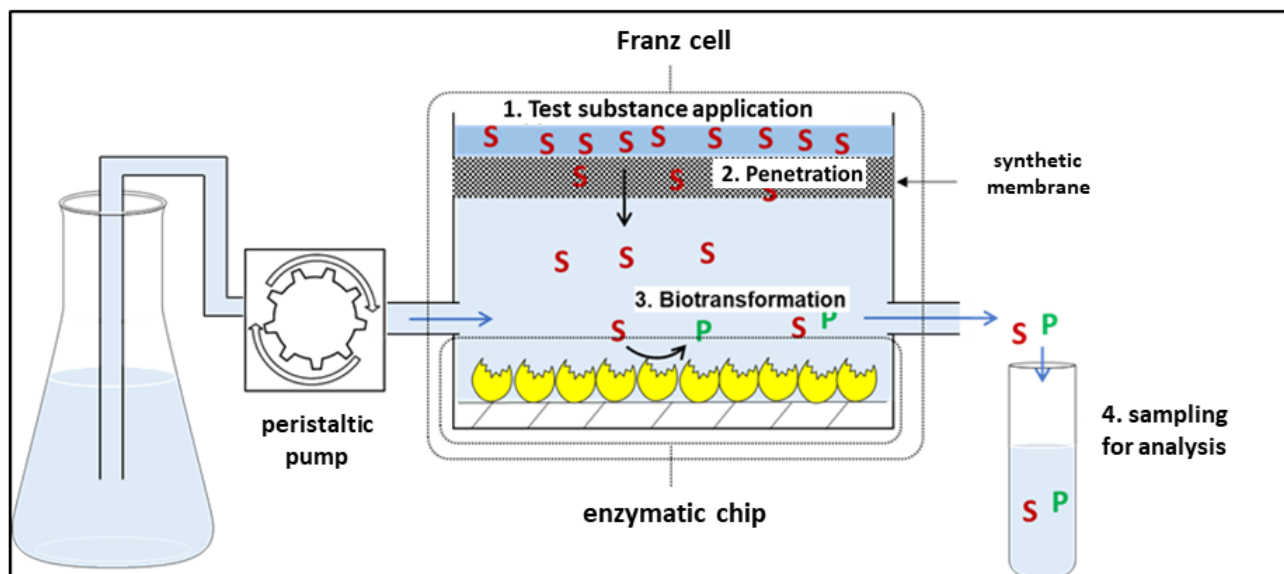 Franz cell
1. Test substance application
S S S S S S S S S
2. Penetration
S S S
synthetic
membrane
S S S
3. Biotransformation
S P S P
S P
peristaltic
pump
4. sampling
for analysis
S P
enzymatic chip